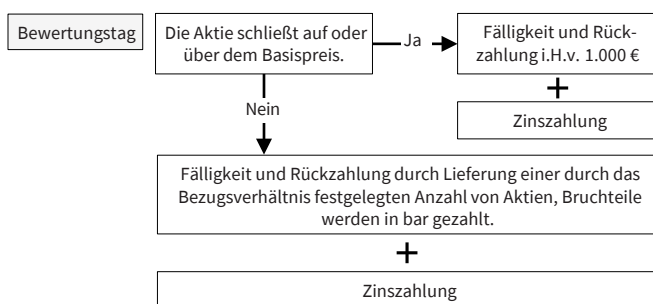 Bewertungstag
Die Aktie schließt auf oder
über dem Basispreis.
Ja
Fälligkeit und Rück-
zahlung i.H.v. 1.000 €
+
Zinszahlung
Nein
Fälligkeit und Rückzahlung durch Lieferung einer durch das
Bezugsverhältnis festgelegten Anzahl von Aktien, Bruchteile
werden in bar gezahlt.
+
Zinszahlung